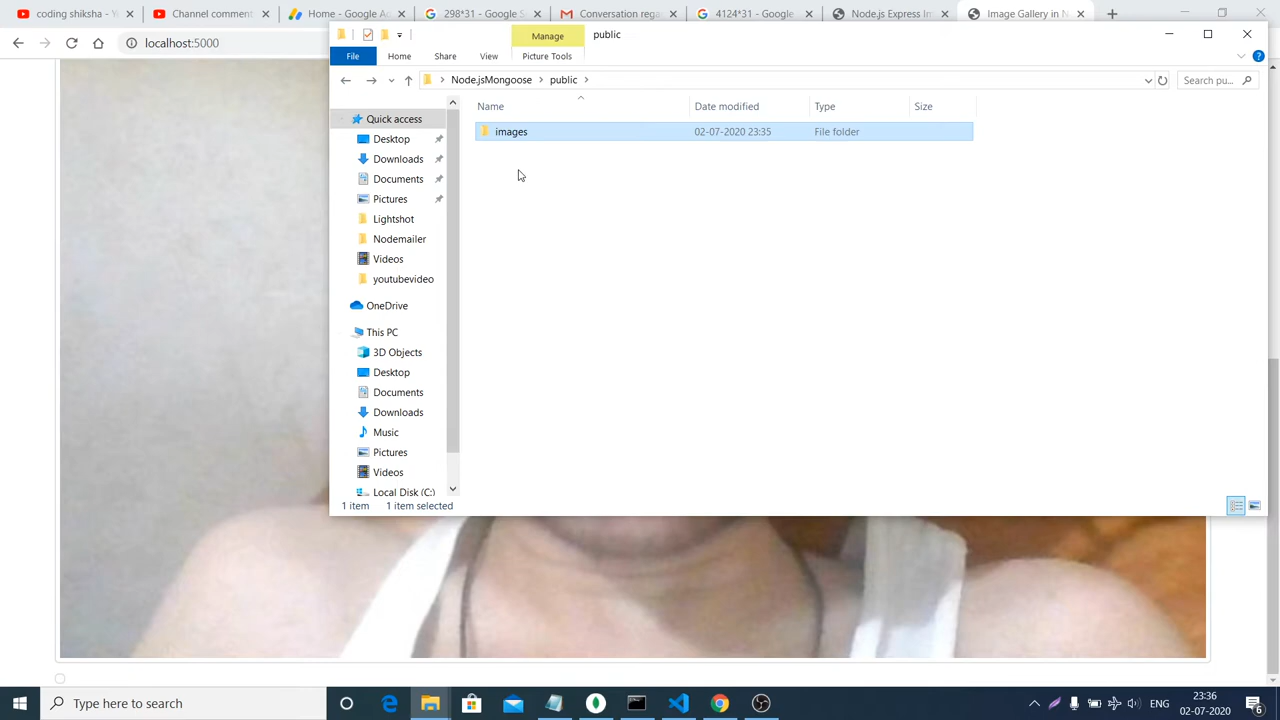 coding shiksha - Y
Channel comment
Home - Google A
298*31 - Google
Conversation rega
4124*31 - Google
Node.js Express Im
Image Gallery in N
localhost:5000
Manage
public
File
Home
Share
View
Picture Tools
Node.jsMongoose
public
Search pu...
Name
Date modified
Type
Size
Quick access
images
02-07-2020 23:35
File folder
Desktop
Downloads
Documents
Pictures
Lightshot
Nodemailer
Videos
youtubevideo
OneDrive
This PC
3D Objects
Desktop
Documents
Downloads
Music
Pictures
Videos
Local Disk (C:)
1 item
1 item selected
Type here to search
ENG
23:36
02-07-2020
6